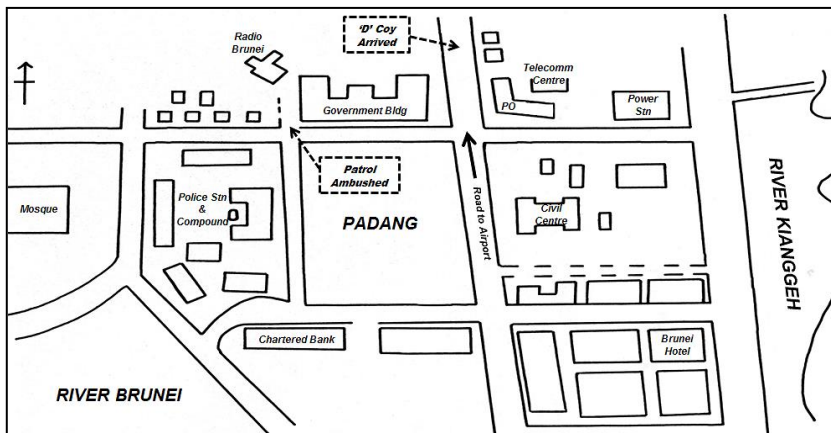 'D' Coy
Arrived
Radio
Brunei
Telecomm
Centre
Government Bldg
PO
Power
Stn
Patrol
Ambushed
Mosque
Police Stn
&
Compound
PADANG
Road to Airport
Civil
Centre
RIVER KIANGGEH
Chartered Bank
Brunei
Hotel
RIVER BRUNEI